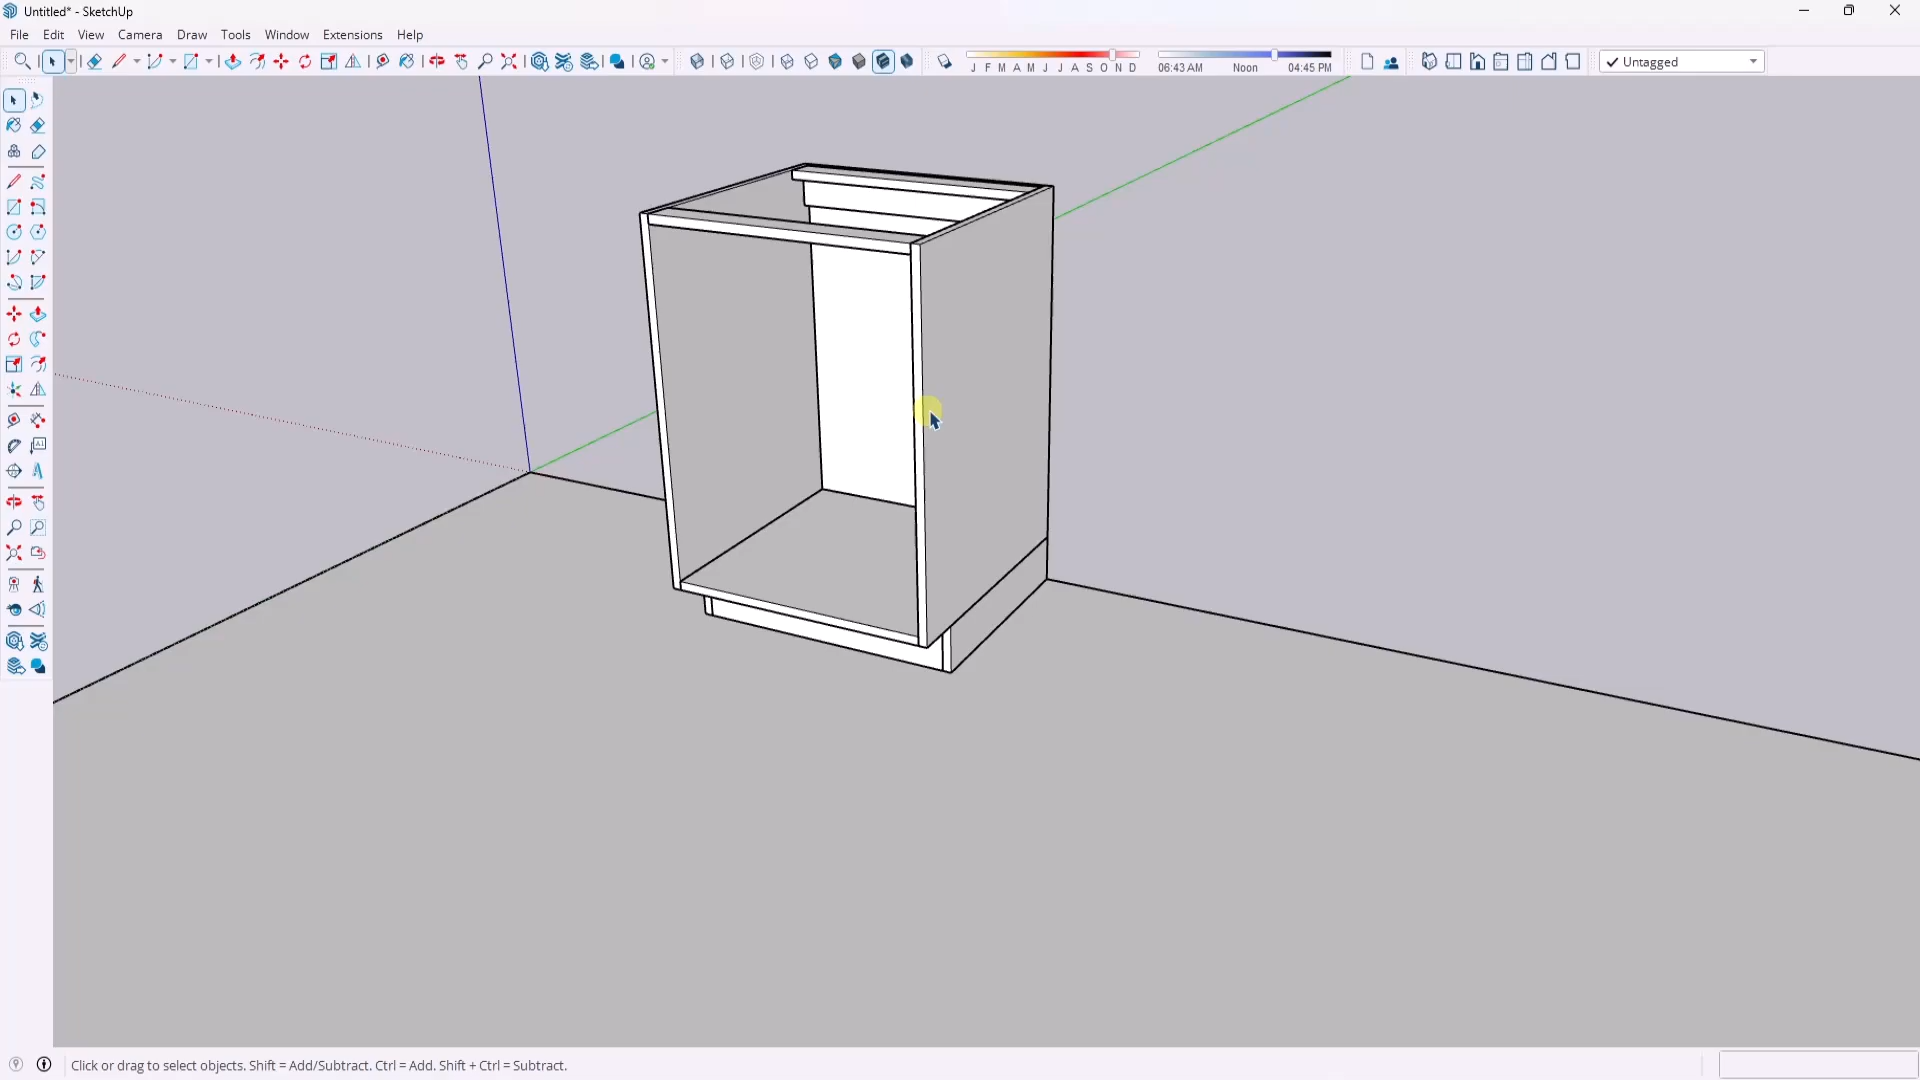 Untitled* - SketchUp
File Edit View Camera Draw Tools Window Extensions Help
J F M A M J J A S O N D
06:43 AM Noon 04:45 PM
Untagged
A1
Click or drag to select objects. Shift = Add/Subtract. Ctrl = Add. Shift + Ctrl = Subtract.